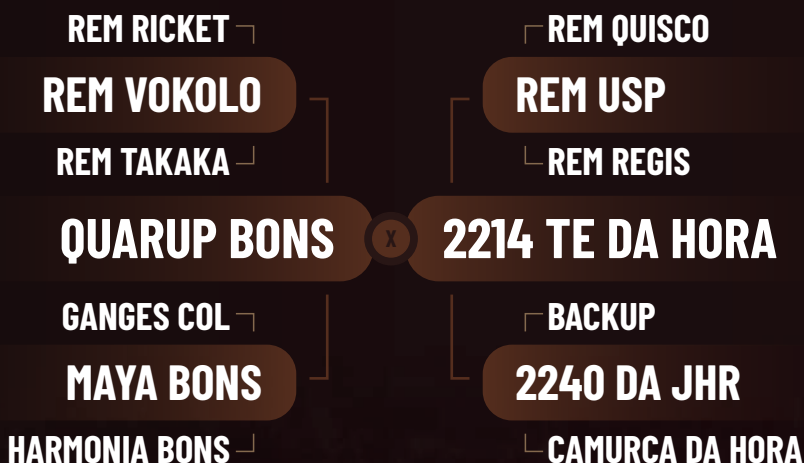 REM RICKET
REM QUISCO
REM VOKOLO
REM USP
REM TAKAKA
REM REGIS
QUARUP BONS
X
2214 TE DA HORA
GANGES COL
BACKUP
MAYA BONS
2240 DA JHR
HARMONIA BONS
CAMURÇA DA HORA